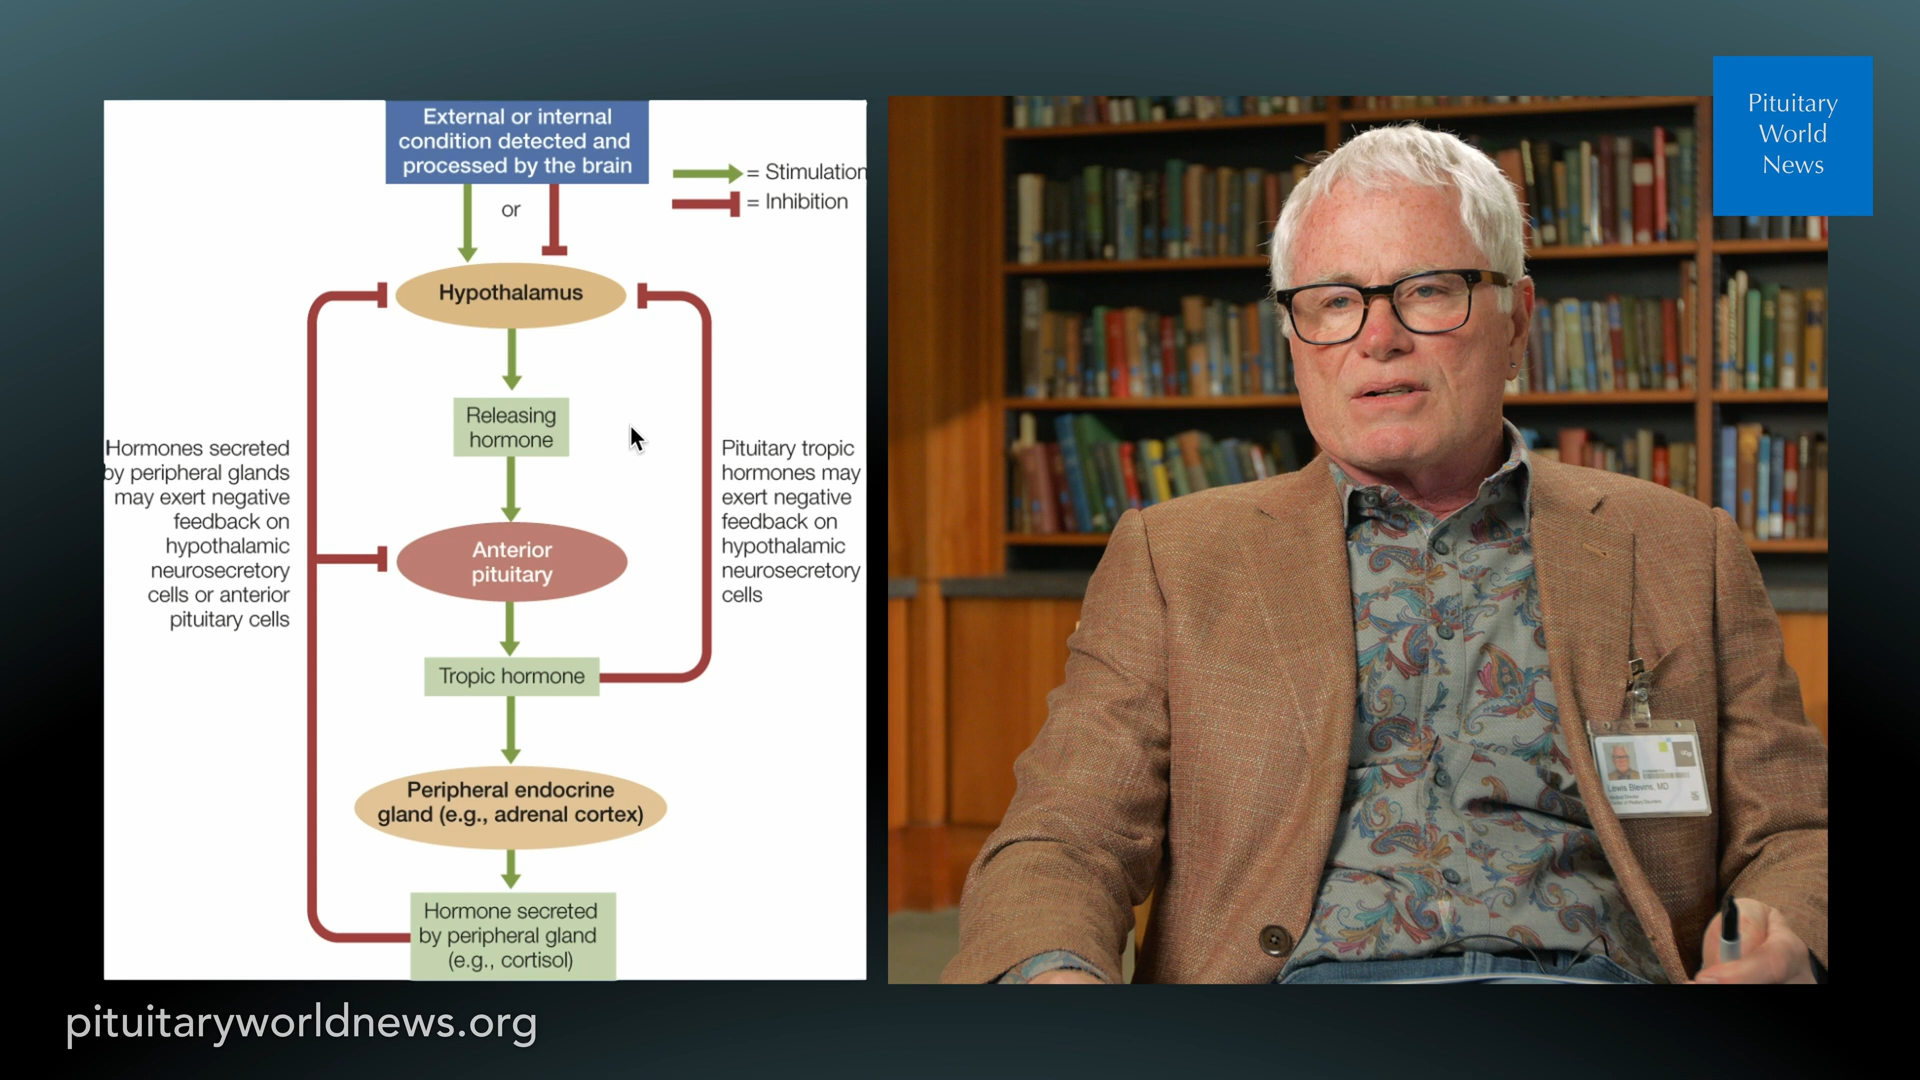 External or internal
condition detected and
processed by the brain
= Stimulation
= Inhibition
or
Hypothalamus
Releasing
hormone
Hormones secreted
by peripheral glands
may exert negative
feedback on
hypothalamic
neurosecretory
cells or anterior
pituitary cells
Pituitary tropic
hormones may
exert negative
feedback on
hypothalamic
neurosecretory
cells
Anterior
pituitary
Tropic hormone
Peripheral endocrine
gland (e.g., adrenal cortex)
Hormone secreted
by peripheral gland
(e.g., cortisol)
Pituitary
World
News
Lewis Blevins, MD
pituitaryworldnews.org